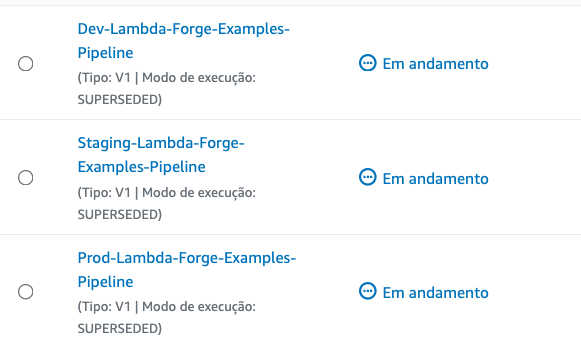 Dev-Lambda-Forge-Examples-
Pipeline
(Tipo: V1 | Modo de execução:
SUPERSEDED)
Em andamento
Staging-Lambda-Forge-
Examples-Pipeline
(Tipo: V1 | Modo de execução:
SUPERSEDED)
Em andamento
Prod-Lambda-Forge-Examples-
Pipeline
(Tipo: V1 | Modo de execução:
SUPERSEDED)
Em andamento